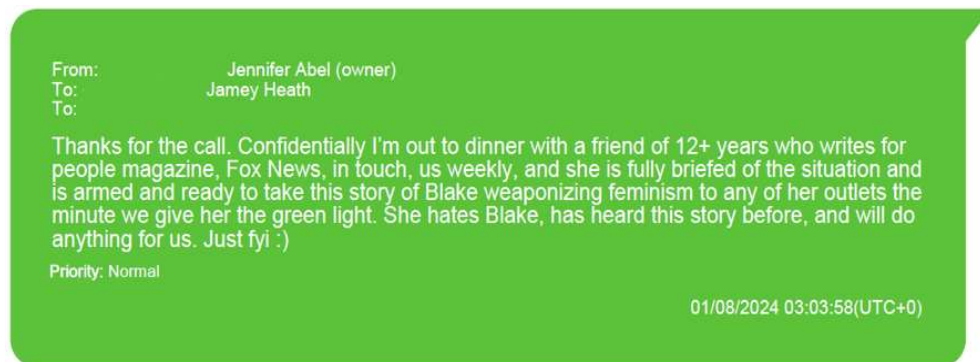 From: Jennifer Abel (owner)
To: Jamey Heath
To:
Thanks for the call. Confidentially I'm out to dinner with a friend of 12+ years who writes for
people magazine, Fox News, in touch, us weekly, and she is fully briefed of the situation and
is armed and ready to take this story of Blake weaponizing feminism to any of her outlets the
minute we give her the green light. She hates Blake, has heard this story before, and will do
anything for us. Just fyi :)
Priority: Normal
01/08/2024 03:03:58(UTC+0)